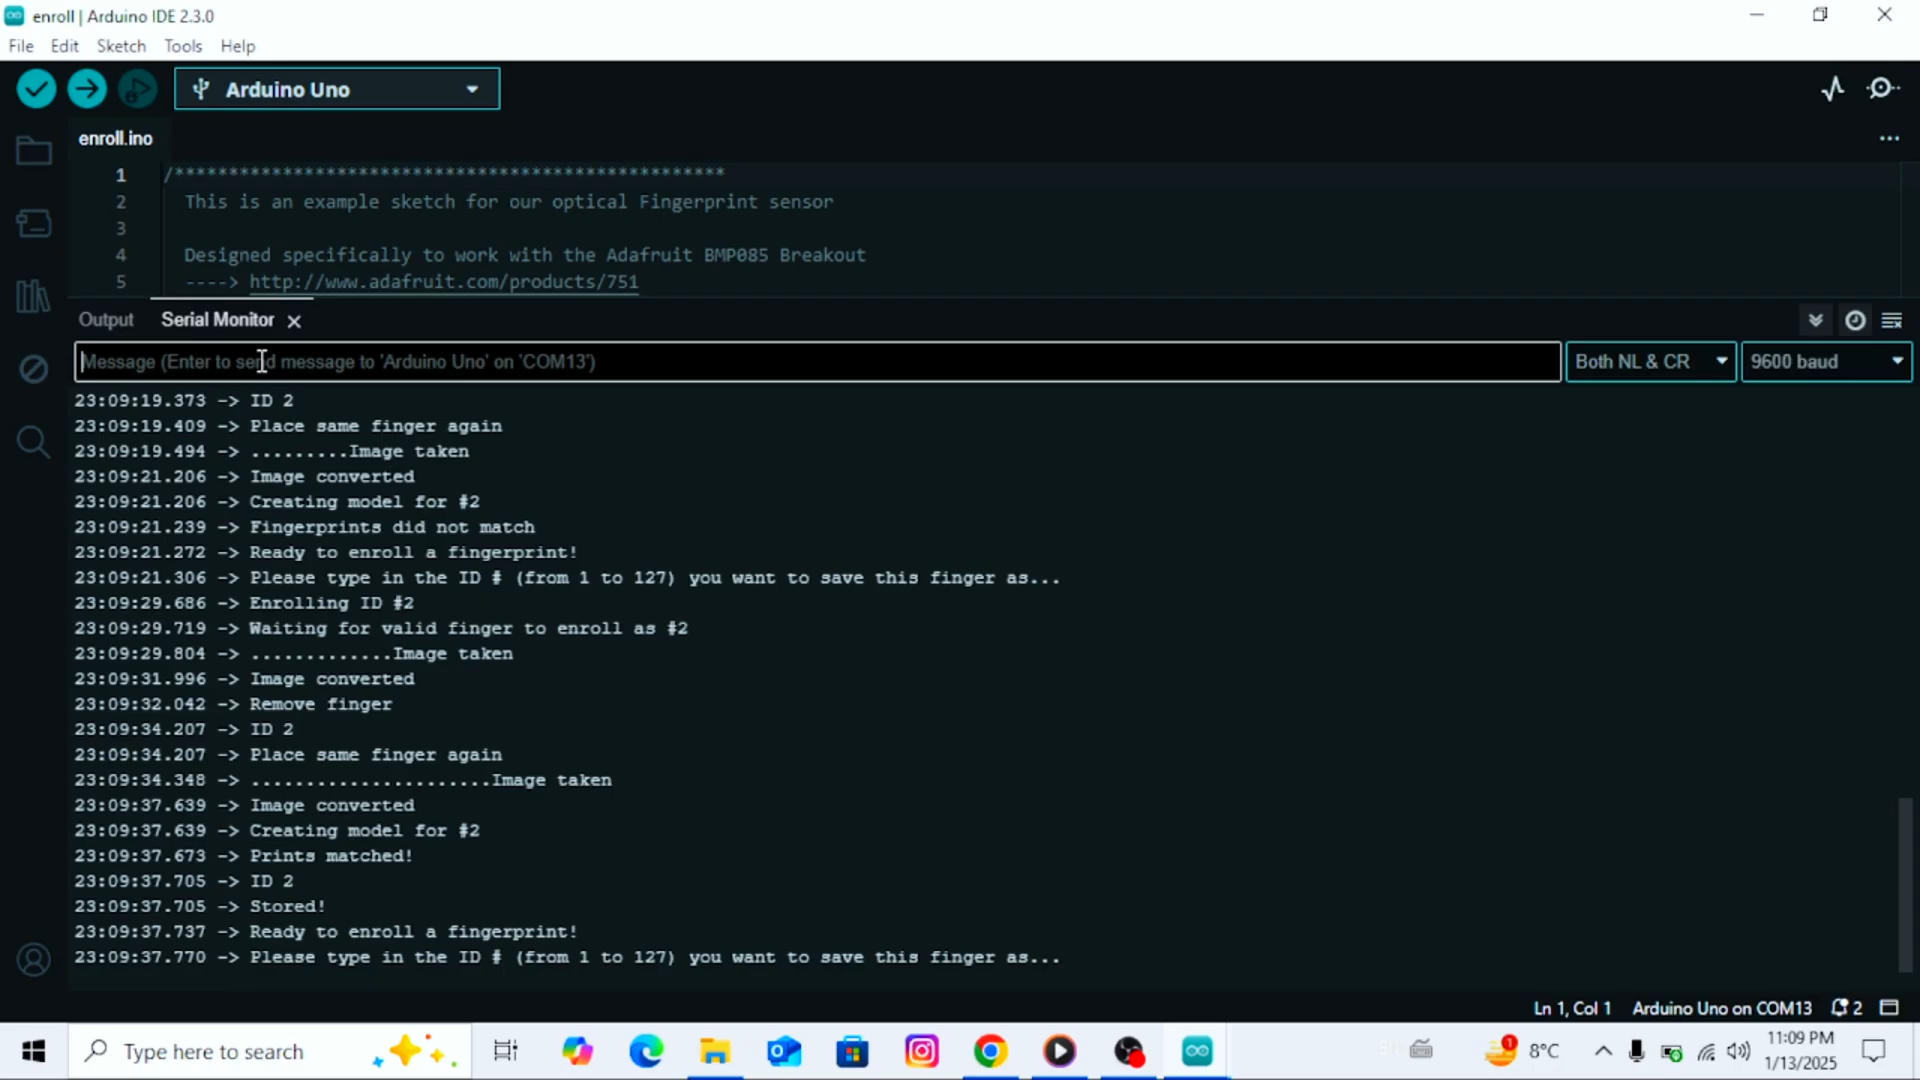 enroll | Arduino IDE 2.3.0
File Edit Sketch Tools Help
Arduino Uno
enroll.ino
1 /**************************************************
2 This is an example sketch for our optical Fingerprint sensor
3
4 Designed specifically to work with the Adafruit BMP085 Breakout
5 ----> http://www.adafruit.com/products/751
Output Serial Monitor
Message (Enter to send message to 'Arduino Uno' on 'COM13') Both NL & CR 9600 baud
23:09:19.373 -> ID 2
23:09:19.409 -> Place same finger again
23:09:19.494 -> .........Image taken
23:09:21.206 -> Image converted
23:09:21.206 -> Creating model for #2
23:09:21.239 -> Fingerprints did not match
23:09:21.272 -> Ready to enroll a fingerprint!
23:09:21.306 -> Please type in the ID # (from 1 to 127) you want to save this finger as...
23:09:29.686 -> Enrolling ID #2
23:09:29.719 -> Waiting for valid finger to enroll as #2
23:09:29.804 -> .............Image taken
23:09:31.996 -> Image converted
23:09:32.042 -> Remove finger
23:09:34.207 -> ID 2
23:09:34.207 -> Place same finger again
23:09:34.348 -> ......................Image taken
23:09:37.639 -> Image converted
23:09:37.639 -> Creating model for #2
23:09:37.673 -> Prints matched!
23:09:37.705 -> ID 2
23:09:37.705 -> Stored!
23:09:37.737 -> Ready to enroll a fingerprint!
23:09:37.770 -> Please type in the ID # (from 1 to 127) you want to save this finger as...
Ln 1, Col 1 Arduino Uno on COM13 2
Type here to search 1 8°C 11:09 PM
1/13/2025